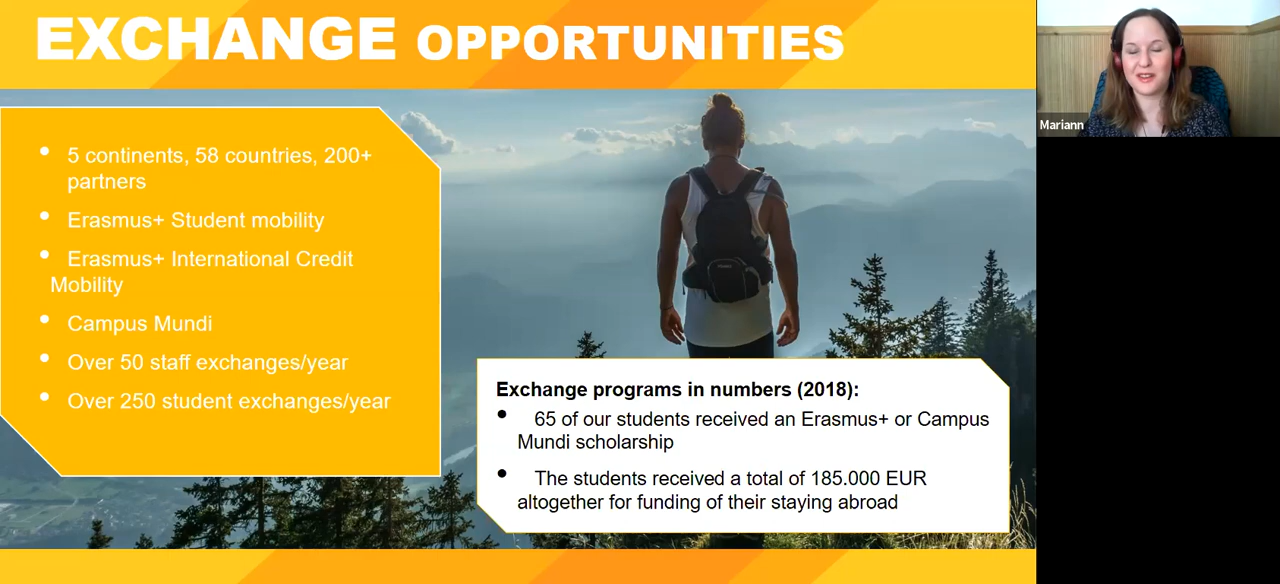 EXCHANGE OPPORTUNITIES
5 continents, 58 countries, 200+
partners
Erasmus+ Student mobility
Erasmus+ International Credit
Mobility
Campus Mundi
Over 50 staff exchanges/year
Over 250 student exchanges/year
Exchange programs in numbers (2018):
65 of our students received an Erasmus+ or Campus
Mundi scholarship
The students received a total of 185.000 EUR
altogether for funding of their staying abroad
Mariann